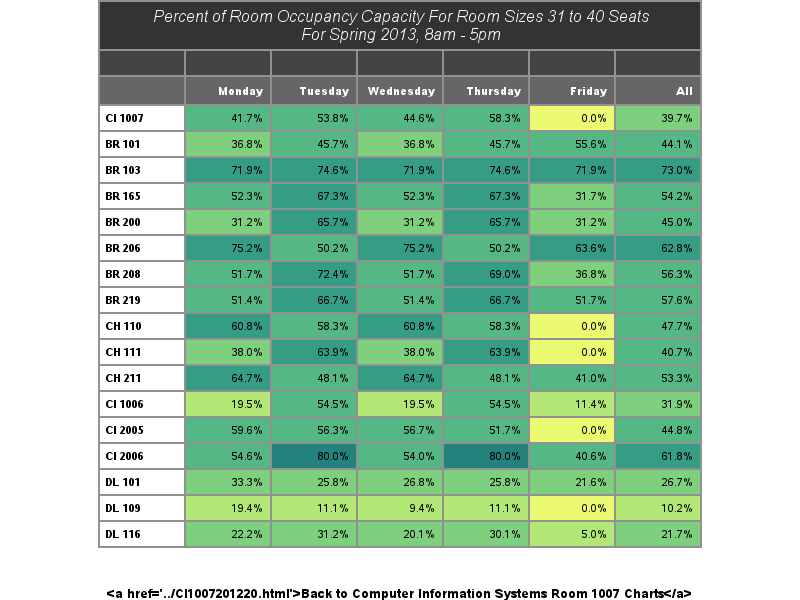 Percent of Room Occupancy Capacity For Room Sizes 31 to 40 Seats
For Spring 2013, 8am - 5pm
Monday Tuesday Wednesday Thursday Friday All
CI 1007 41.7% 53.8% 44.6% 58.3% 0.0% 39.7%
BR 101 36.8% 45.7% 36.8% 45.7% 55.6% 44.1%
BR 103 71.9% 74.6% 71.9% 74.6% 71.9% 73.0%
BR 165 52.3% 67.3% 52.3% 67.3% 31.7% 54.2%
BR 200 31.2% 65.7% 31.2% 65.7% 31.2% 45.0%
BR 206 75.2% 50.2% 75.2% 50.2% 63.6% 62.8%
BR 208 51.7% 72.4% 51.7% 69.0% 36.8% 56.3%
BR 219 51.4% 66.7% 51.4% 66.7% 51.7% 57.6%
CH 110 60.8% 58.3% 60.8% 58.3% 0.0% 47.7%
CH 111 38.0% 63.9% 38.0% 63.9% 0.0% 40.7%
CH 211 64.7% 48.1% 64.7% 48.1% 41.0% 53.3%
CI 1006 19.5% 54.5% 19.5% 54.5% 11.4% 31.9%
CI 2005 59.6% 56.3% 56.7% 51.7% 0.0% 44.8%
CI 2006 54.6% 80.0% 54.0% 80.0% 40.6% 61.8%
DL 101 33.3% 25.8% 26.8% 25.8% 21.6% 26.7%
DL 109 19.4% 11.1% 9.4% 11.1% 0.0% 10.2%
DL 116 22.2% 31.2% 20.1% 30.1% 5.0% 21.7%
&lt;a href='../CI1007201220.html'&gt;Back to Computer Information Systems Room 1007 Charts&lt;/a&gt;